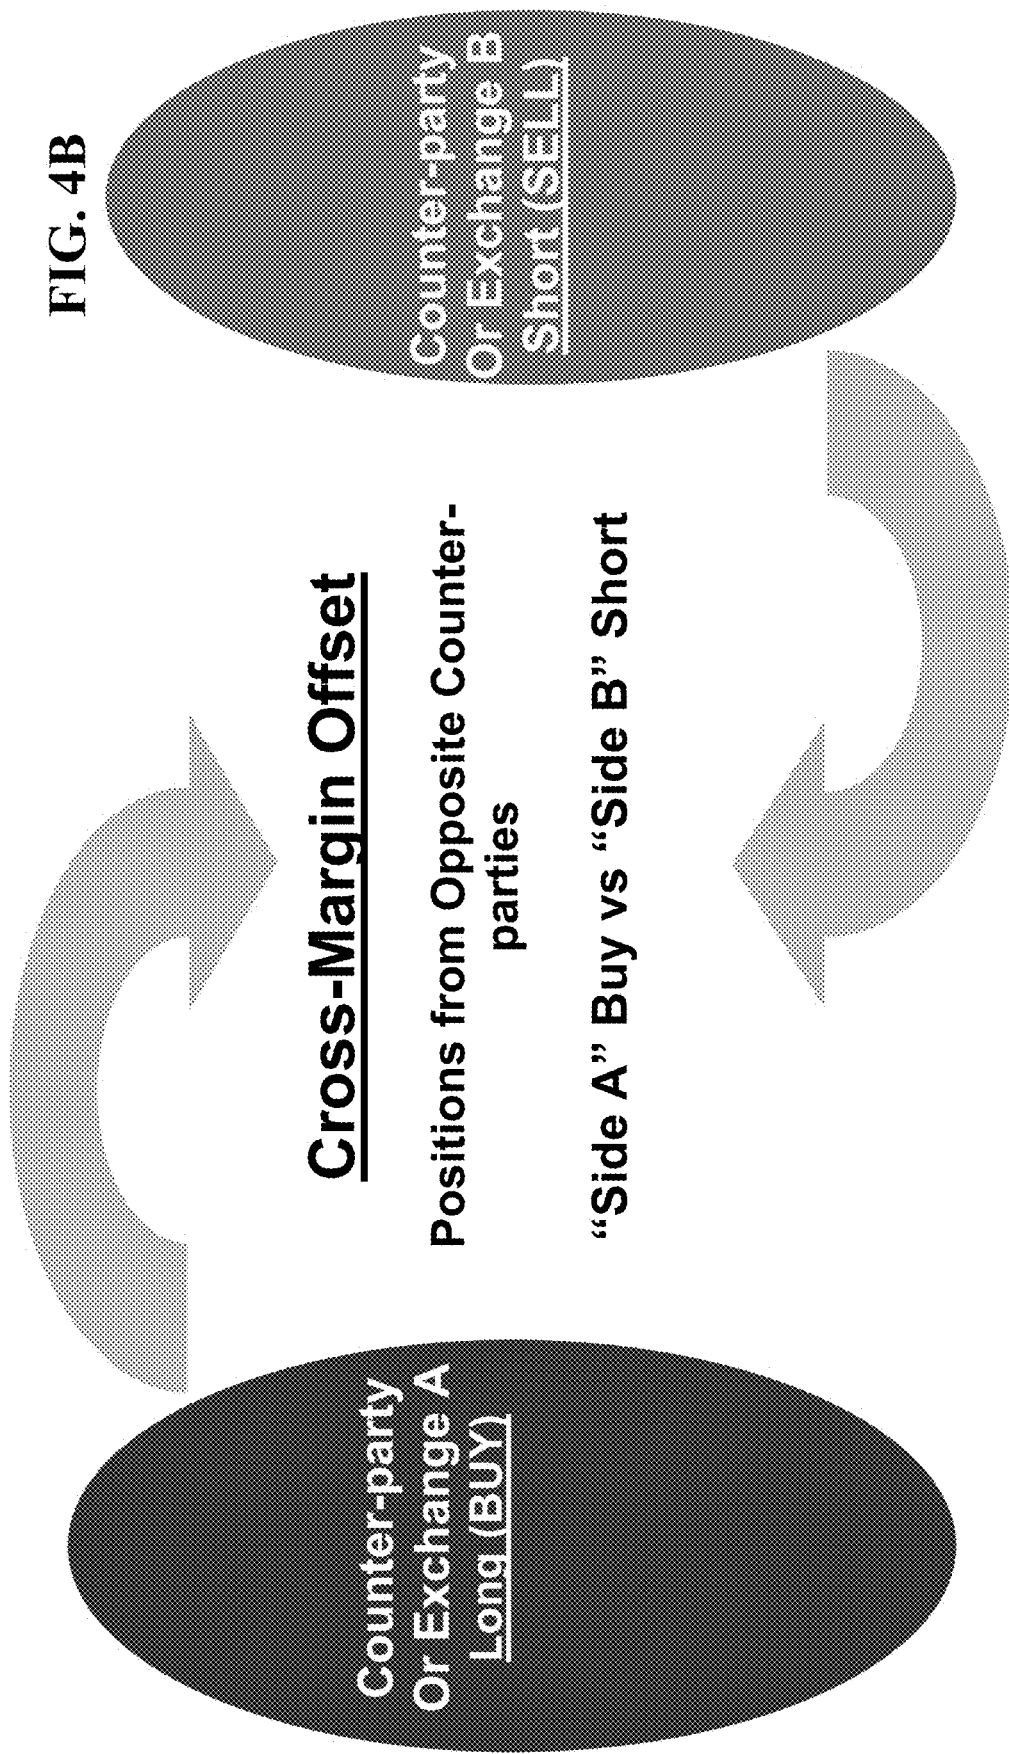 FIG. 4B
Counter-party
Or Exchange A
Long (BUY)
Cross-Margin Offset
Positions from Opposite Counter-
parties
“Side A” Buy vs “Side B” Short
Counter-party
Or Exchange B
Short (SELL)